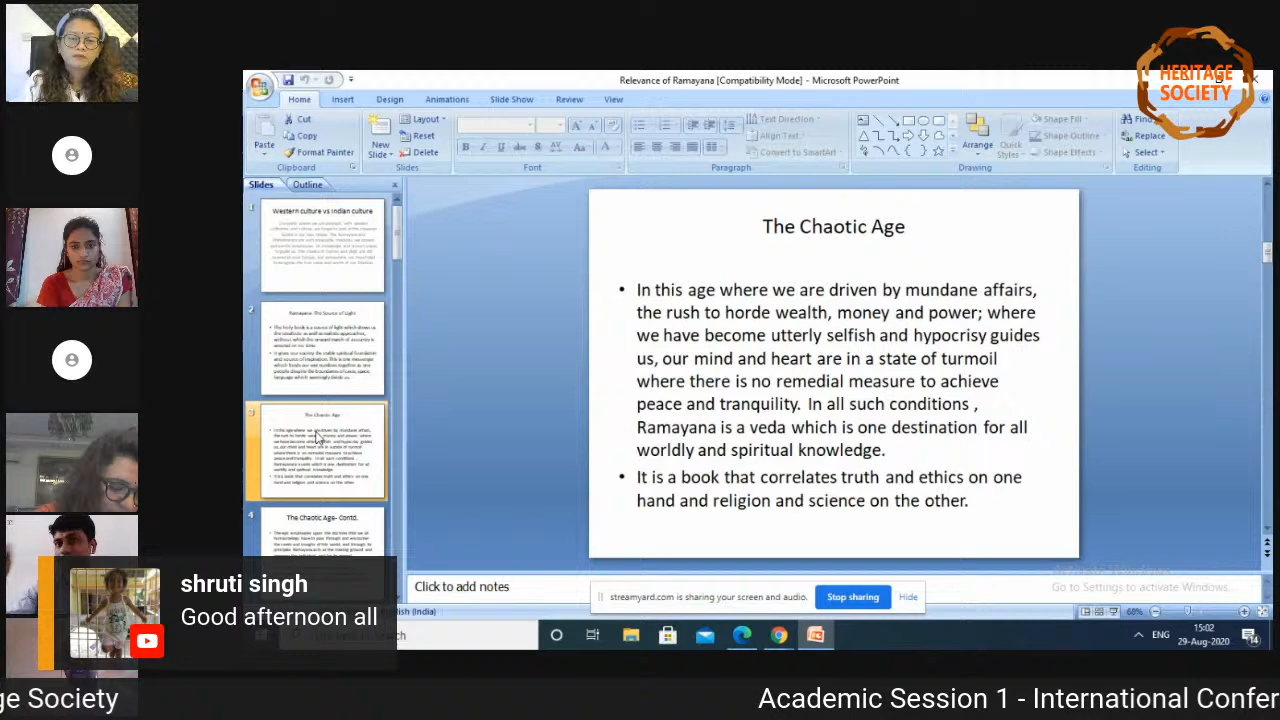 Relevance of Ramayana [Compatibility Mode] - Microsoft PowerPoint
HERITAGE
SOCIETY
Home
Insert
Design
Animations
Slide Show
Review
View
Paste
Cut
Copy
Format Painter
Clipboard
New
Slide
Layout
Reset
Delete
Slides
Font
Text Direction
Align Text
Convert to SmartArt
Paragraph
Arrange
Quick
Styles
Shape Fill
Shape Outline
Shape Effects
Drawing
Find
Replace
Select
Editing
Slides
Outline
1
Western culture vs Indian culture
2
Ramayana- The Source of Light
3
The Chaotic Age
4
The Chaotic Age- Contd.
The Chaotic Age
• In this age where we are driven by mundane affairs,
the rush to horde wealth, money and power; where
we have become utterly selfish and hypocrisy guides
us, our mind and heart are in a state of turmoil
where there is no remedial measure to achieve
peace and tranquility. In all such conditions ,
Ramayana is a veda which is one destination for all
worldly and spiritual knowledge.
• It is a book that correlates truth and ethics on one
hand and religion and science on the other.
Click to add notes
Activate Windows
Go to Settings to activate Windows.
streamyard.com is sharing your screen and audio.
Stop sharing
Hide
English (India)
68%
shruti singh
Good afternoon all
ENG
15:02
29-Aug-2020
14
ge Society
Academic Session 1 - International Confer